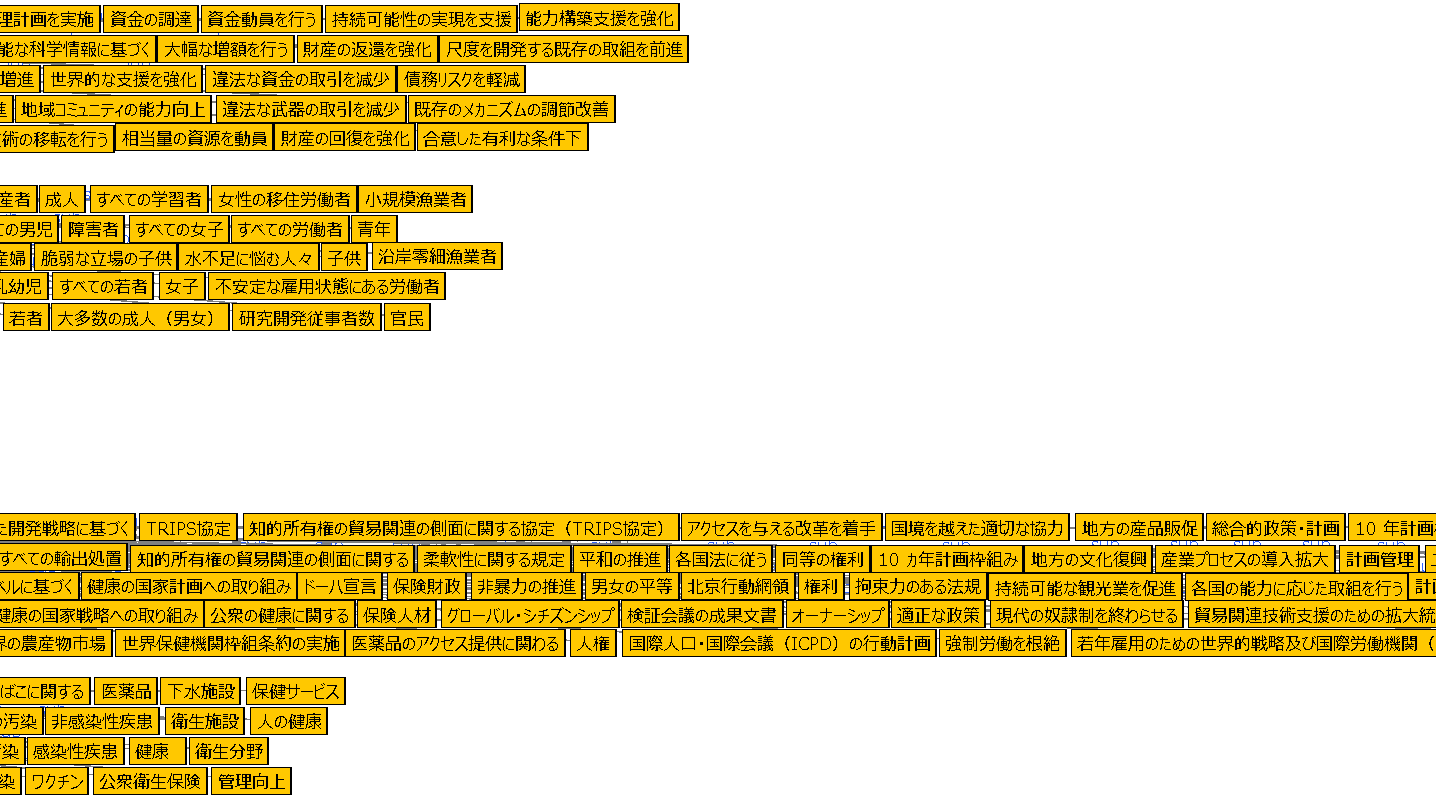 理計画を実施 資金の調達 資金動員を行う 持続可能性の実現を支援 能力構築支援を強化
能な科学情報に基づく 大幅な増額を行う 財産の返還を強化 尺度を開発する既存の取組を前進
増進 世界的な支援を強化 違法な資金の取引を減少 債務リスクを軽減
進 地域コミュニティの能力向上 違法な武器の取引を減少 既存のメカニズムの調節改善
術の移転を行う 相当量の資源を動員 財産の回復を強化 合意した有利な条件下
産者 成人 すべての学習者 女性の移住労働者 小規模漁業者
ての男児 障害者 すべての女子 すべての労働者 青年
産婦 脆弱な立場の子供 水不足に悩む人々 子供 沿岸零細漁業者
乳幼児 すべての若者 女子 不安定な雇用状態にある労働者
若者 大多数の成人（男女） 研究開発従事者数 官民
た開発戦略に基づく TRIPS協定 知的所有権の貿易関連の側面に関する協定（TRIPS協定） アクセスを与える改革を着手 国境を越えた適切な協力 地方の産品販促 総合的政策・計画 10 年計画
すべての輸出処置 知的所有権の貿易関連の側面に関する 柔軟性に関する規定 平和の推進 各国法に従う 同等の権利 10 ヵ年計画枠組み 地方の文化復興 産業プロセスの導入拡大 計画管理
ベルに基づく 健康の国家計画への取り組み ドーハ宣言 保険財政 非暴力の推進 男女の平等 北京行動綱領 権利 拘束力のある法規 持続可能な観光業を促進 各国の能力に応じた取組を行う 計
健康の国家戦略への取り組み 公衆の健康に関する 保険人材 グローバル・シチズンシップ 検証会議の成果文書 オーナーシップ 適正な政策 現代の奴隷制を終わらせる 貿易関連技術支援のための拡大統
界の農産物市場 世界保健機関枠組条約の実施 医薬品のアクセス提供に関わる 人権 国際人口・国際会議（ICPD）の行動計画 強制労働を根絶 若年雇用のための世界的戦略及び国際労働機関（
ばこに関する 医薬品 下水施設 保健サービス
汚染 非感染性疾患 衛生施設 人の健康
染 感染性疾患 健康 衛生分野
染 ワクチン 公衆衛生保険 管理向上